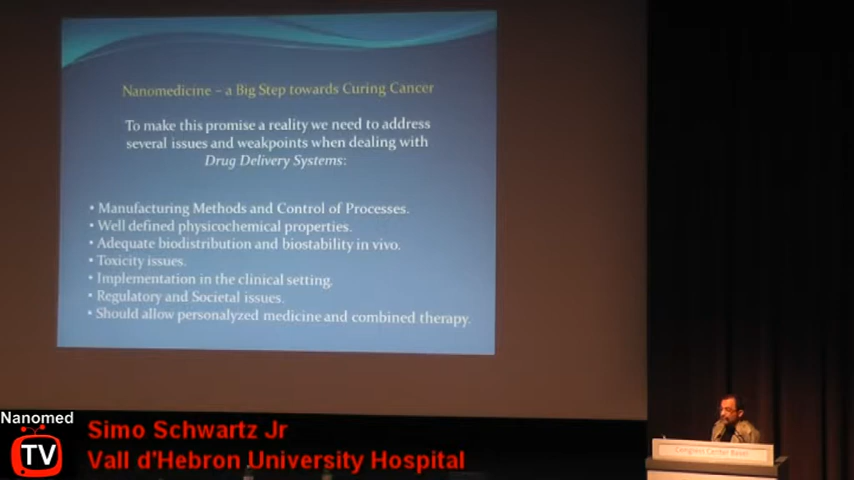 Nanomedicine – a Big Step towards Curing Cancer
To make this promise a reality we need to address
several issues and weakpoints when dealing with
Drug Delivery Systems:
• Manufacturing Methods and Control of Processes.
• Well defined physicochemical properties.
• Adequate biodistribution and biostability in vivo.
• Toxicity issues.
• Implementation in the clinical setting.
• Regulatory and Societal issues.
• Should allow personalyzed medicine and combined therapy.
Congress Center Basel
Nanomed
TV
Simo Schwartz Jr
Vall d'Hebron University Hospital